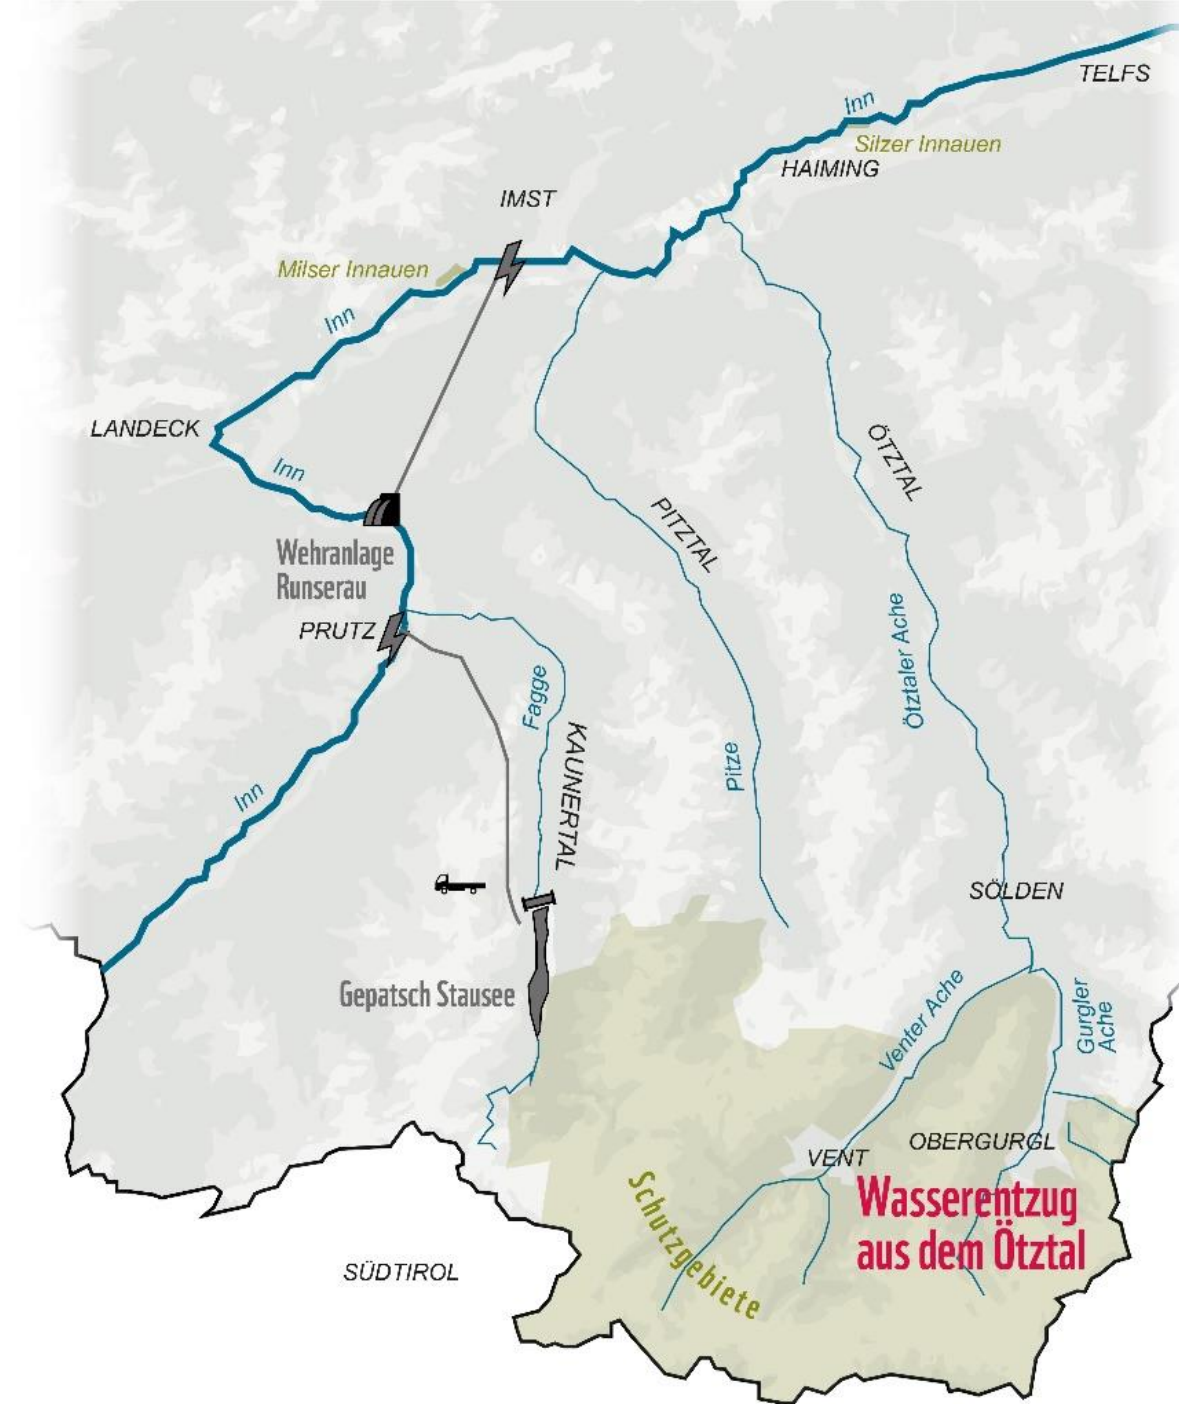 TELFS
Inn
Silzer Innauen
HAIMING
IMST
Milser Innauen
Inn
LANDECK
Inn
ÖTZTAL
PITZTAL
Wehranlage
Runserau
PRUTZ
Fagge
Ötztaler Ache
KAUNERTAL
Pitze
Inn
SÖLDEN
Gepatsch Stausee
Venter Ache
Gurgler
Ache
OBERGURGL
VENT
Schutzgebiete
Wasserentzug
aus dem Ötztal
SÜDTIROL